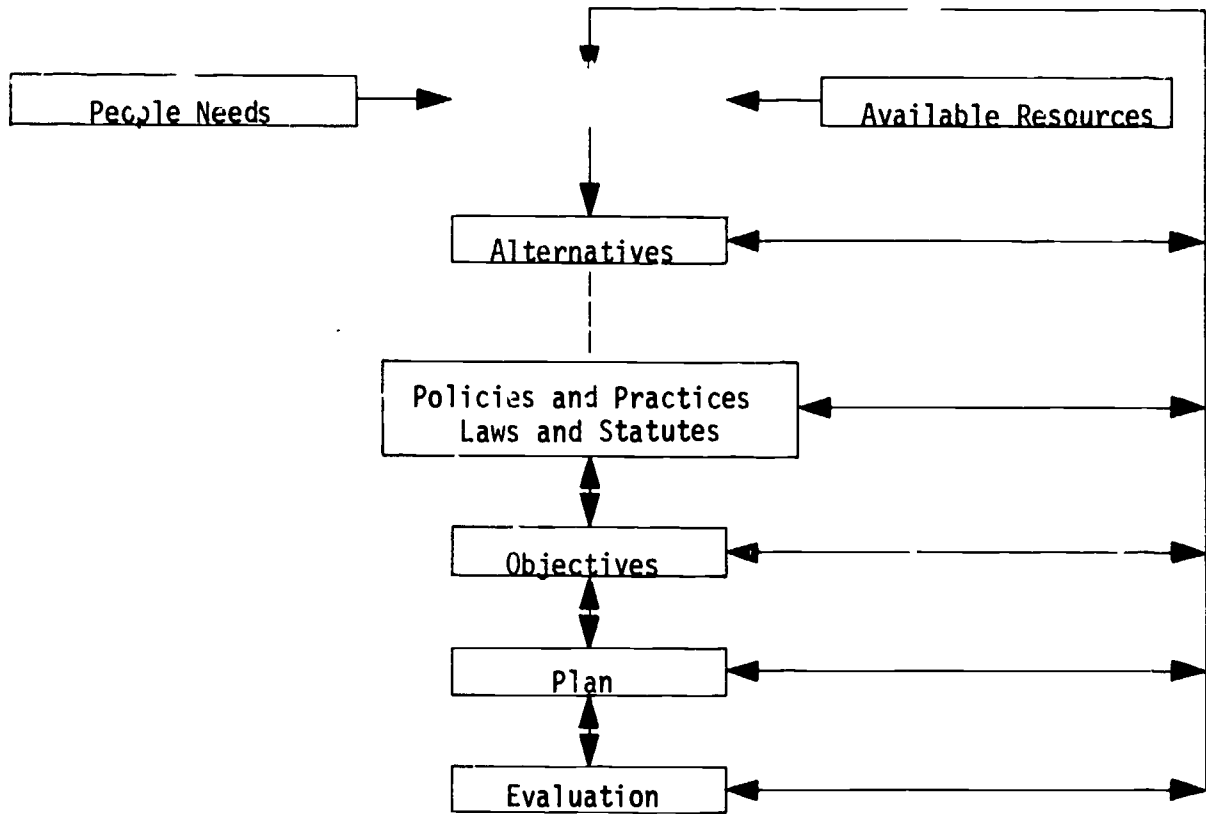 People Needs
Available Resources
Alternatives
Policies and Practices
Laws and Statutes
Objectives
Plan
Evaluation